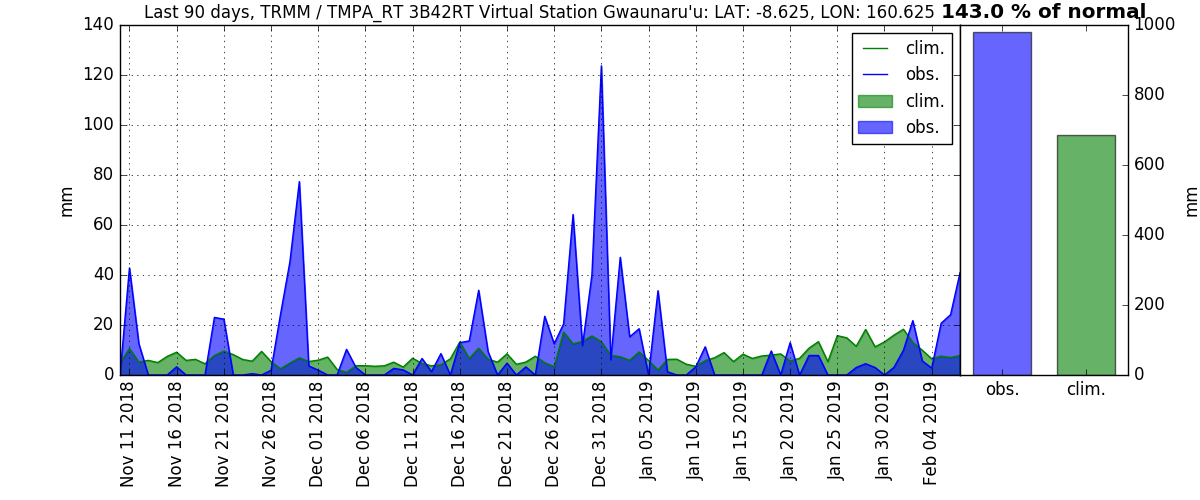 Last 90 days, TRMM / TMPA_RT 3B42RT Virtual Station Gwaunaru'u: LAT: -8.625, LON: 160.625 143.0 % of normal
140
120
100
80
60
40
20
0
mm
clim.
obs.
clim.
obs.
1000
800
600
400
200
0
mm
Nov 11 2018
Nov 16 2018
Nov 21 2018
Nov 26 2018
Dec 01 2018
Dec 06 2018
Dec 11 2018
Dec 16 2018
Dec 21 2018
Dec 26 2018
Dec 31 2018
Jan 05 2019
Jan 10 2019
Jan 15 2019
Jan 20 2019
Jan 25 2019
Jan 30 2019
Feb 04 2019
obs.
clim.